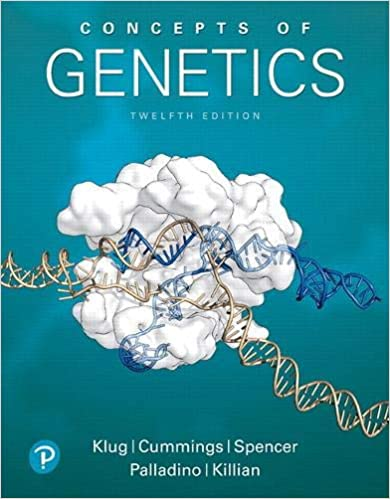 CONCEPTS OF
GENETICS
TWELFTH EDITION
Klug | Cummings | Spencer
Palladino | Killian
P